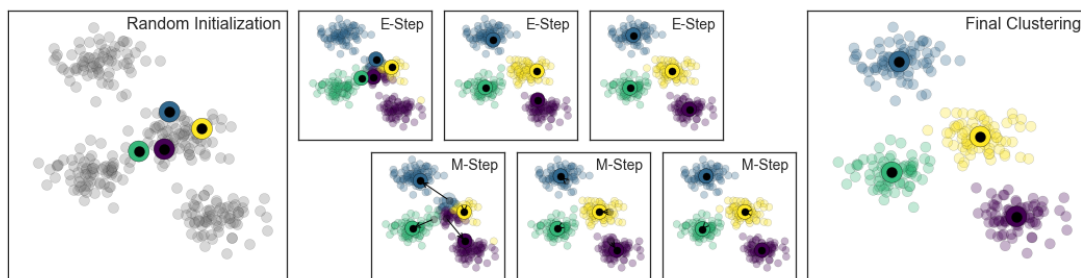 Random Initialization
E-Step
E-Step
E-Step
Final Clustering
M-Step
M-Step
M-Step